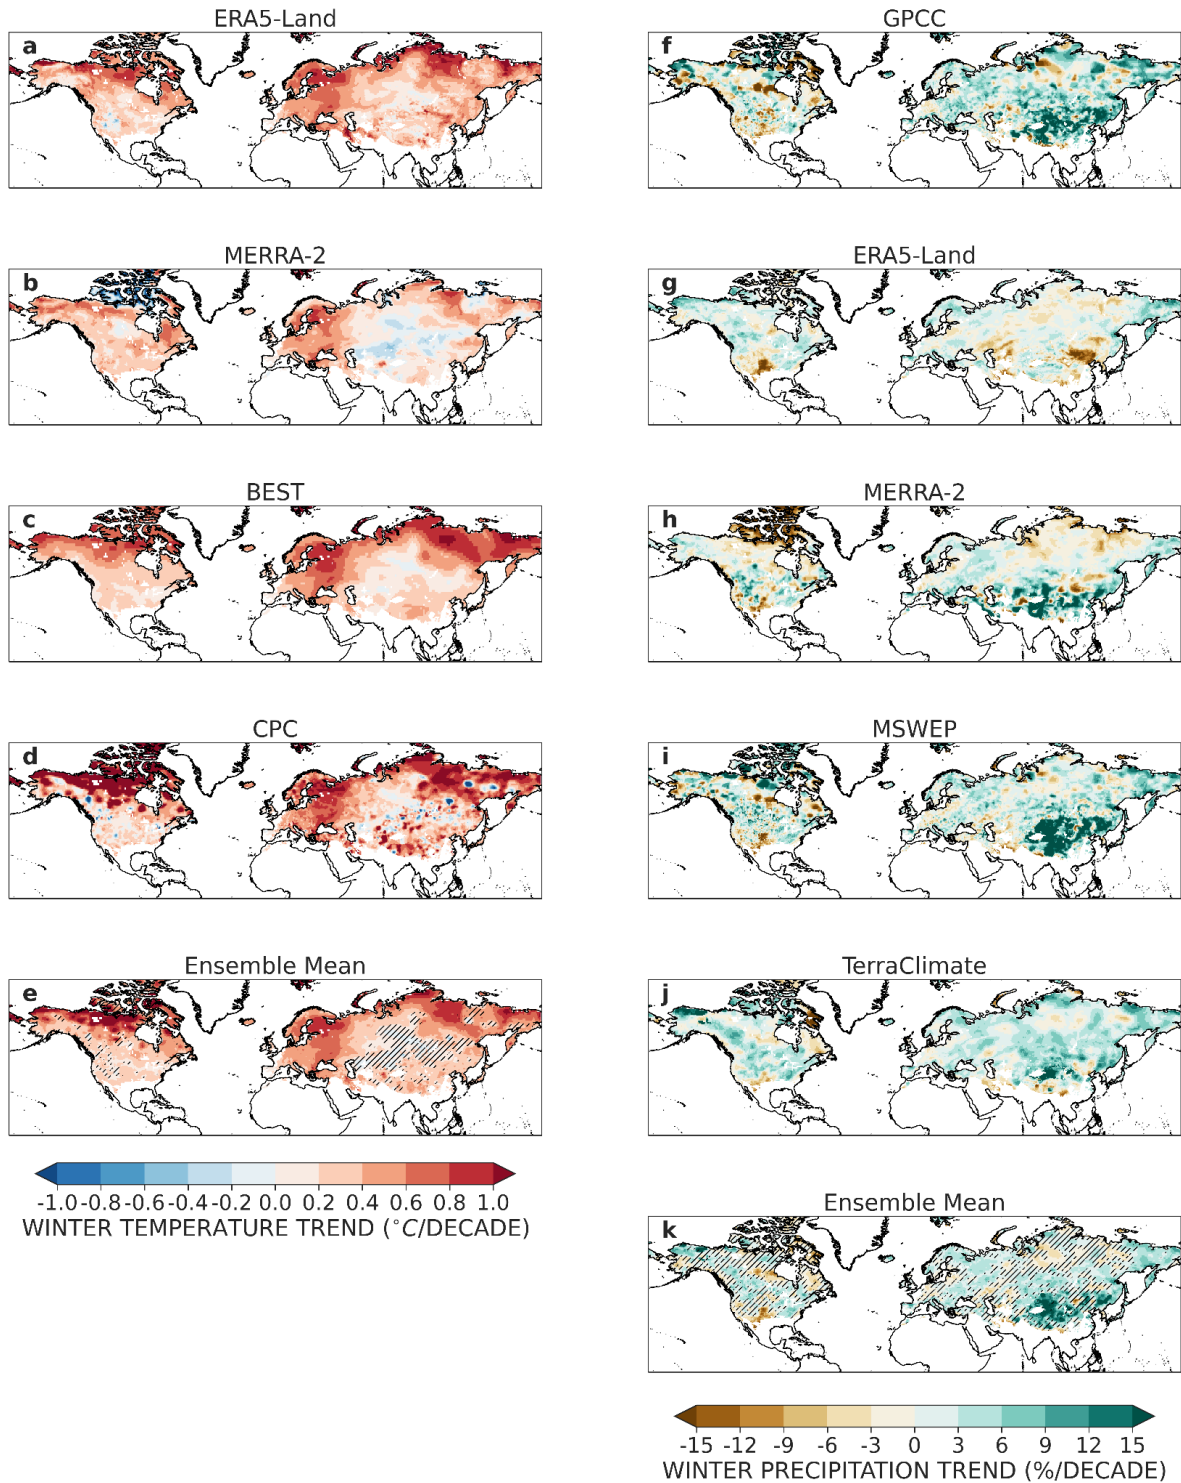 ERA5-Land
a
MERRA-2
b
BEST
c
CPC
d
Ensemble Mean
e
-1.0 -0.8 -0.6 -0.4 -0.2 0.0 0.2 0.4 0.6 0.8 1.0
WINTER TEMPERATURE TREND (°C/DECADE)
GPCC
f
ERA5-Land
g
MERRA-2
h
MSWEP
i
TerraClimate
j
Ensemble Mean
k
-15 -12 -9 -6 -3 0 3 6 9 12 15
WINTER PRECIPITATION TREND (%/DECADE)